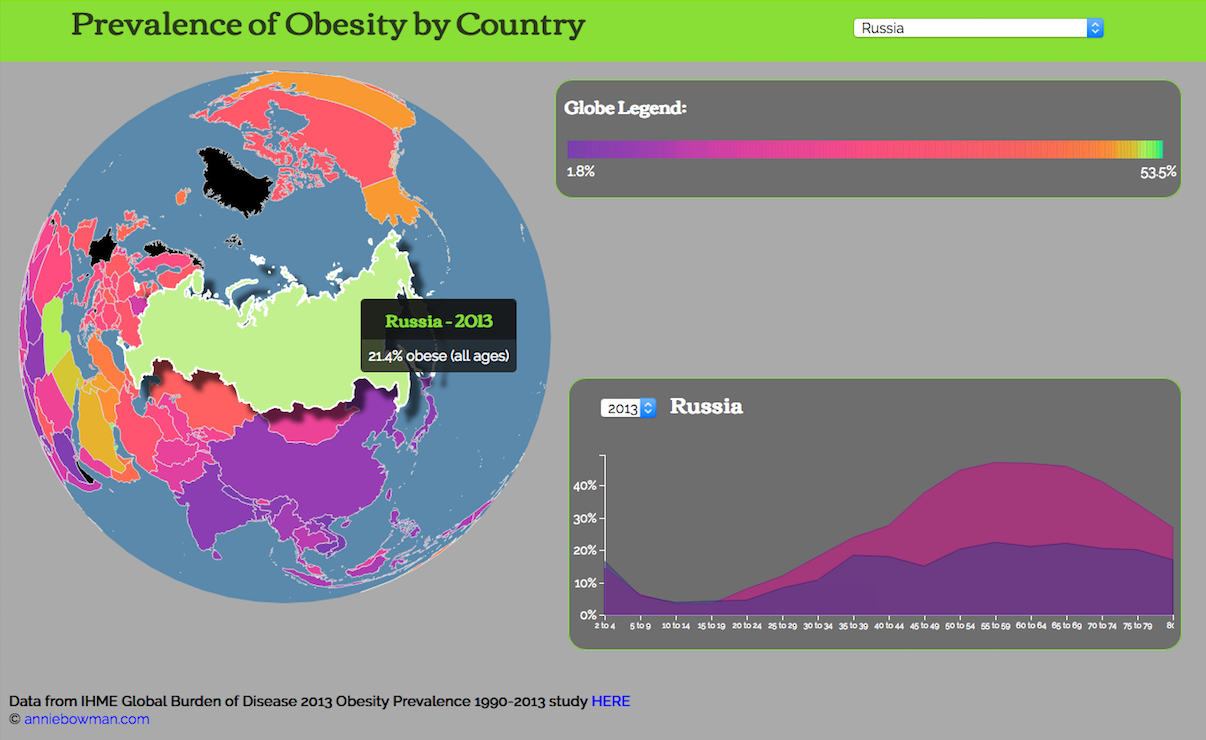 Prevalence of Obesity by Country
Russia
Globe Legend:
1.8%
53.5%
Russia - 2013
21.4% obese (all ages)
2013
Russia
40%
30%
20%
10%
0%
2 to 4 5 to 9 10 to 14 15 to 19 20 to 24 25 to 29 30 to 34 35 to 39 40 to 44 45 to 49 50 to 54 55 to 59 60 to 64 65 to 69 70 to 74 75 to 79
Data from IHME Global Burden of Disease 2013 Obesity Prevalence 1990-2013 study HERE
© anniebowman.com